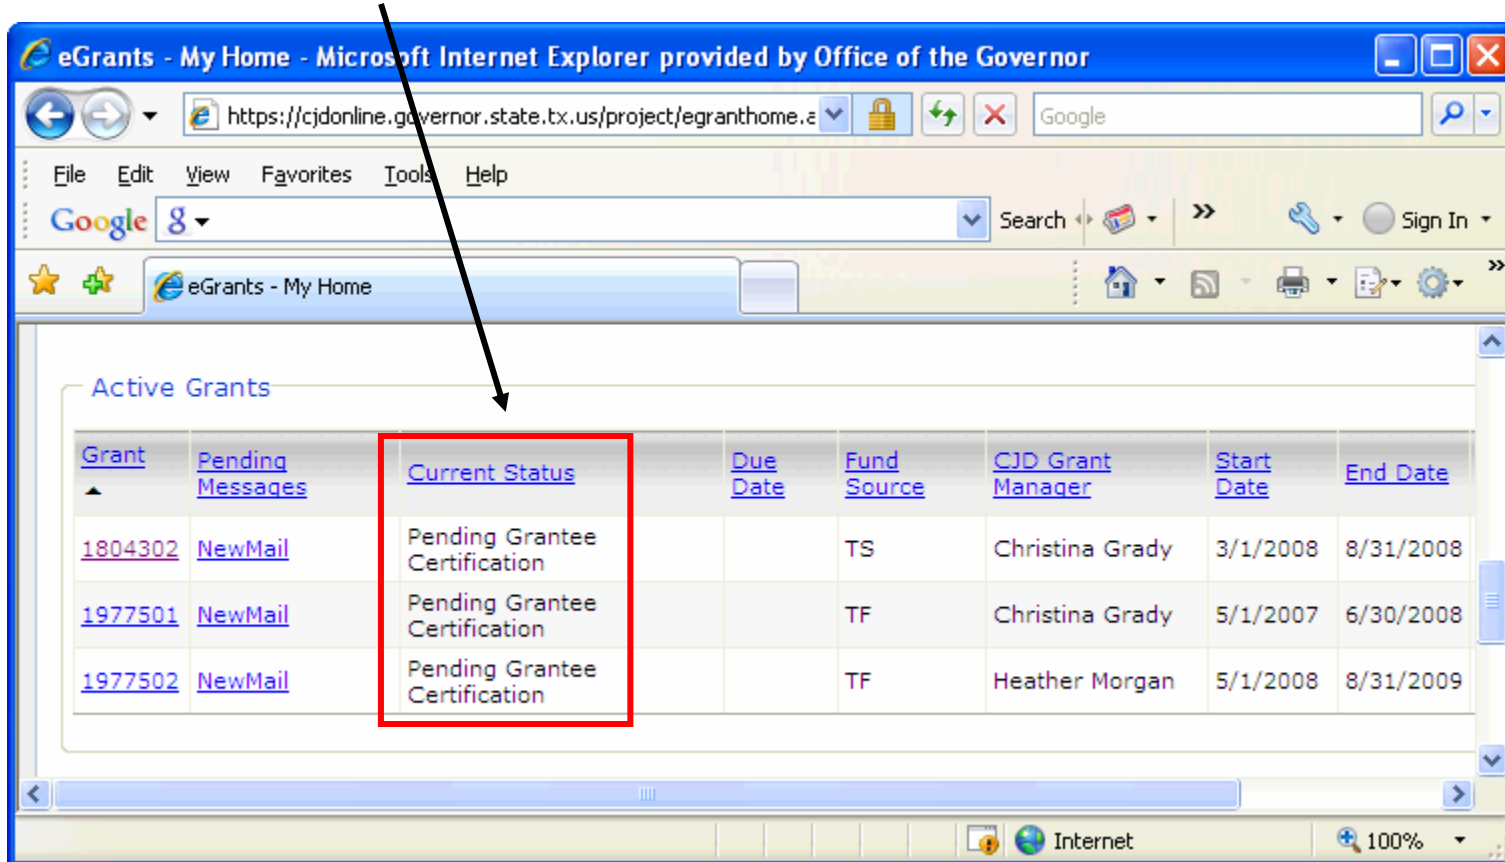 eGrants - My Home - Microsoft Internet Explorer provided by Office of the Governor
https://cjdonline.governor.state.tx.us/project/egranthome.a
Google
File Edit View Favorites Tools Help
Google g Search » Sign In
eGrants - My Home »
Active Grants
Grant Pending Messages Current Status Due Date Fund Source CJD Grant Manager Start Date End Date
1804302 NewMail Pending Grantee Certification TS Christina Grady 3/1/2008 8/31/2008
1977501 NewMail Pending Grantee Certification TF Christina Grady 5/1/2007 6/30/2008
1977502 NewMail Pending Grantee Certification TF Heather Morgan 5/1/2008 8/31/2009
Internet 100%